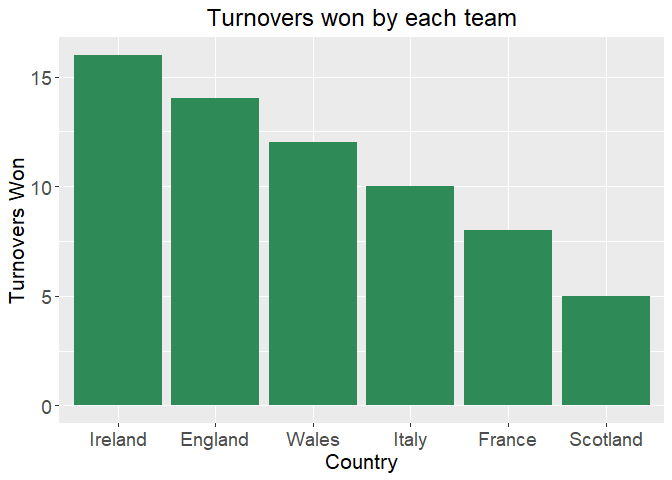 Turnovers won by each team
Turnovers Won
15
10
5
0
Ireland England Wales Italy France Scotland
Country